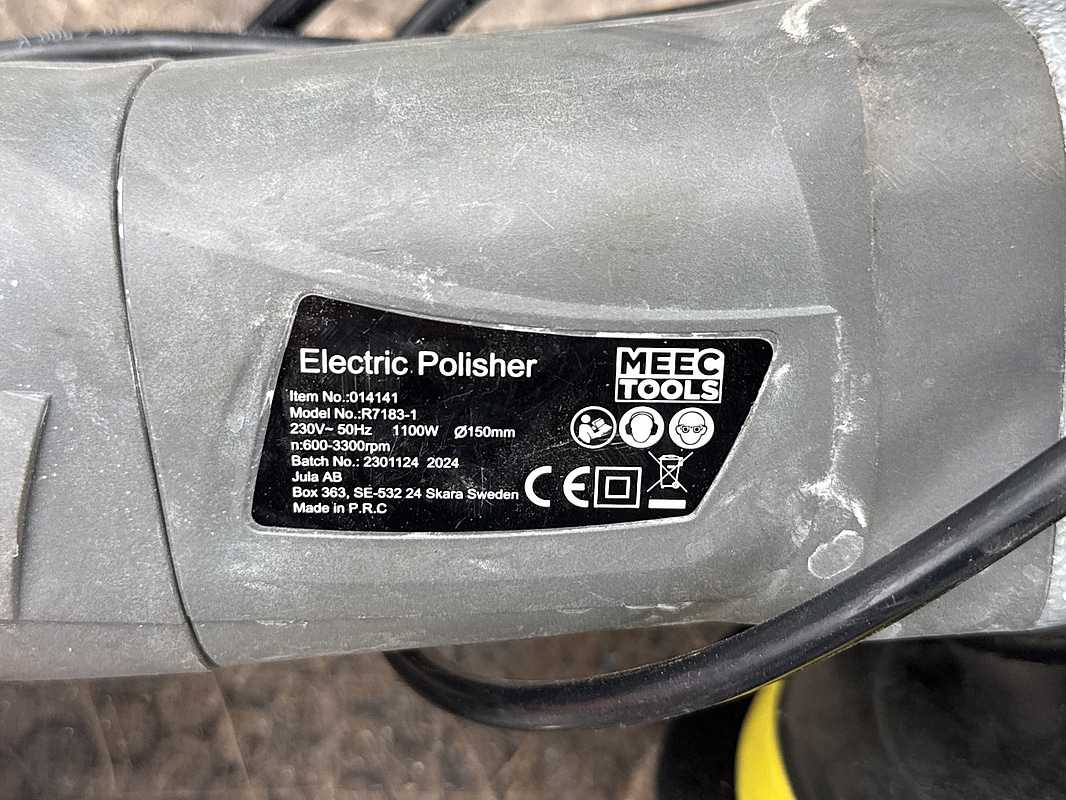 Electric Polisher
Item No.:014141
Model No.:R7183-1
230V~ 50Hz 1100W Ø150mm
n:600-3300rpm
Batch No.: 2301124 2024
Jula AB
Box 363, SE-532 24 Skara Sweden
Made in P.R.C
MEEC
TOOLS
CE